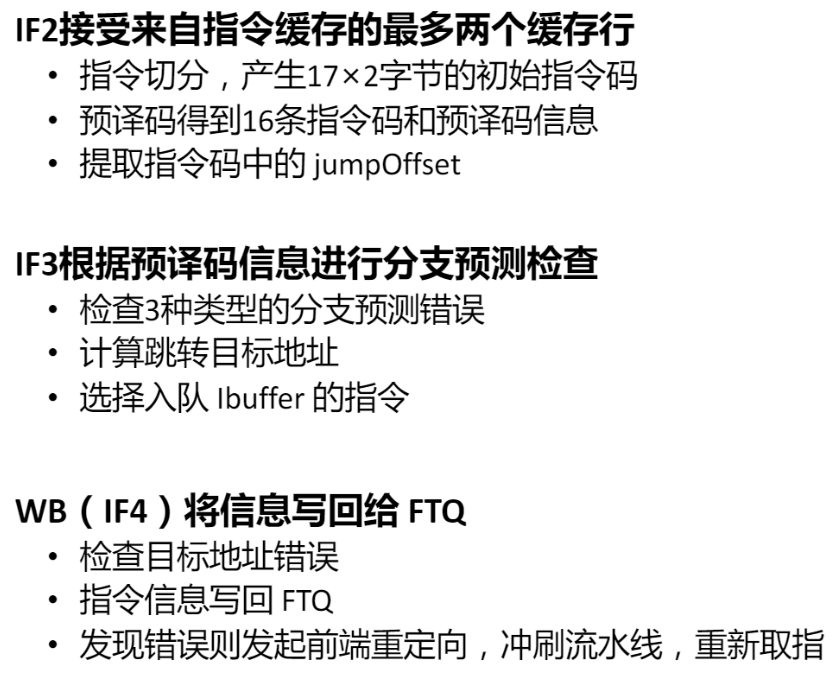 IF2接受来自指令缓存的最多两个缓存行
• 指令切分，产生17×2字节的初始指令码
• 预译码得到16条指令码和预译码信息
• 提取指令码中的 jumpOffset
IF3根据预译码信息进行分支预测检查
• 检查3种类型的分支预测错误
• 计算跳转目标地址
• 选择入队 Ibuffer 的指令
WB（IF4）将信息写回给 FTQ
• 检查目标地址错误
• 指令信息写回 FTQ
• 发现错误则发起前端重定向，冲刷流水线，重新取指